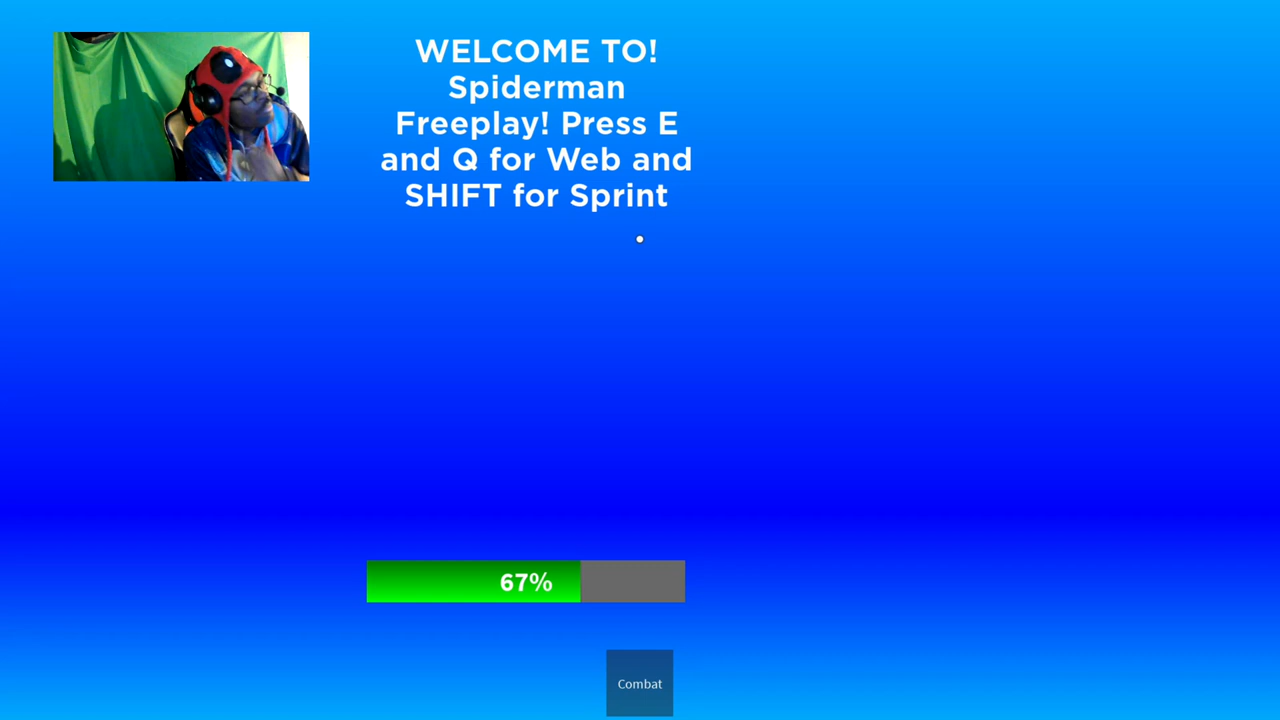 WELCOME TO!
Spiderman
Freeplay! Press E
and Q for Web and
SHIFT for Sprint
67%
Combat